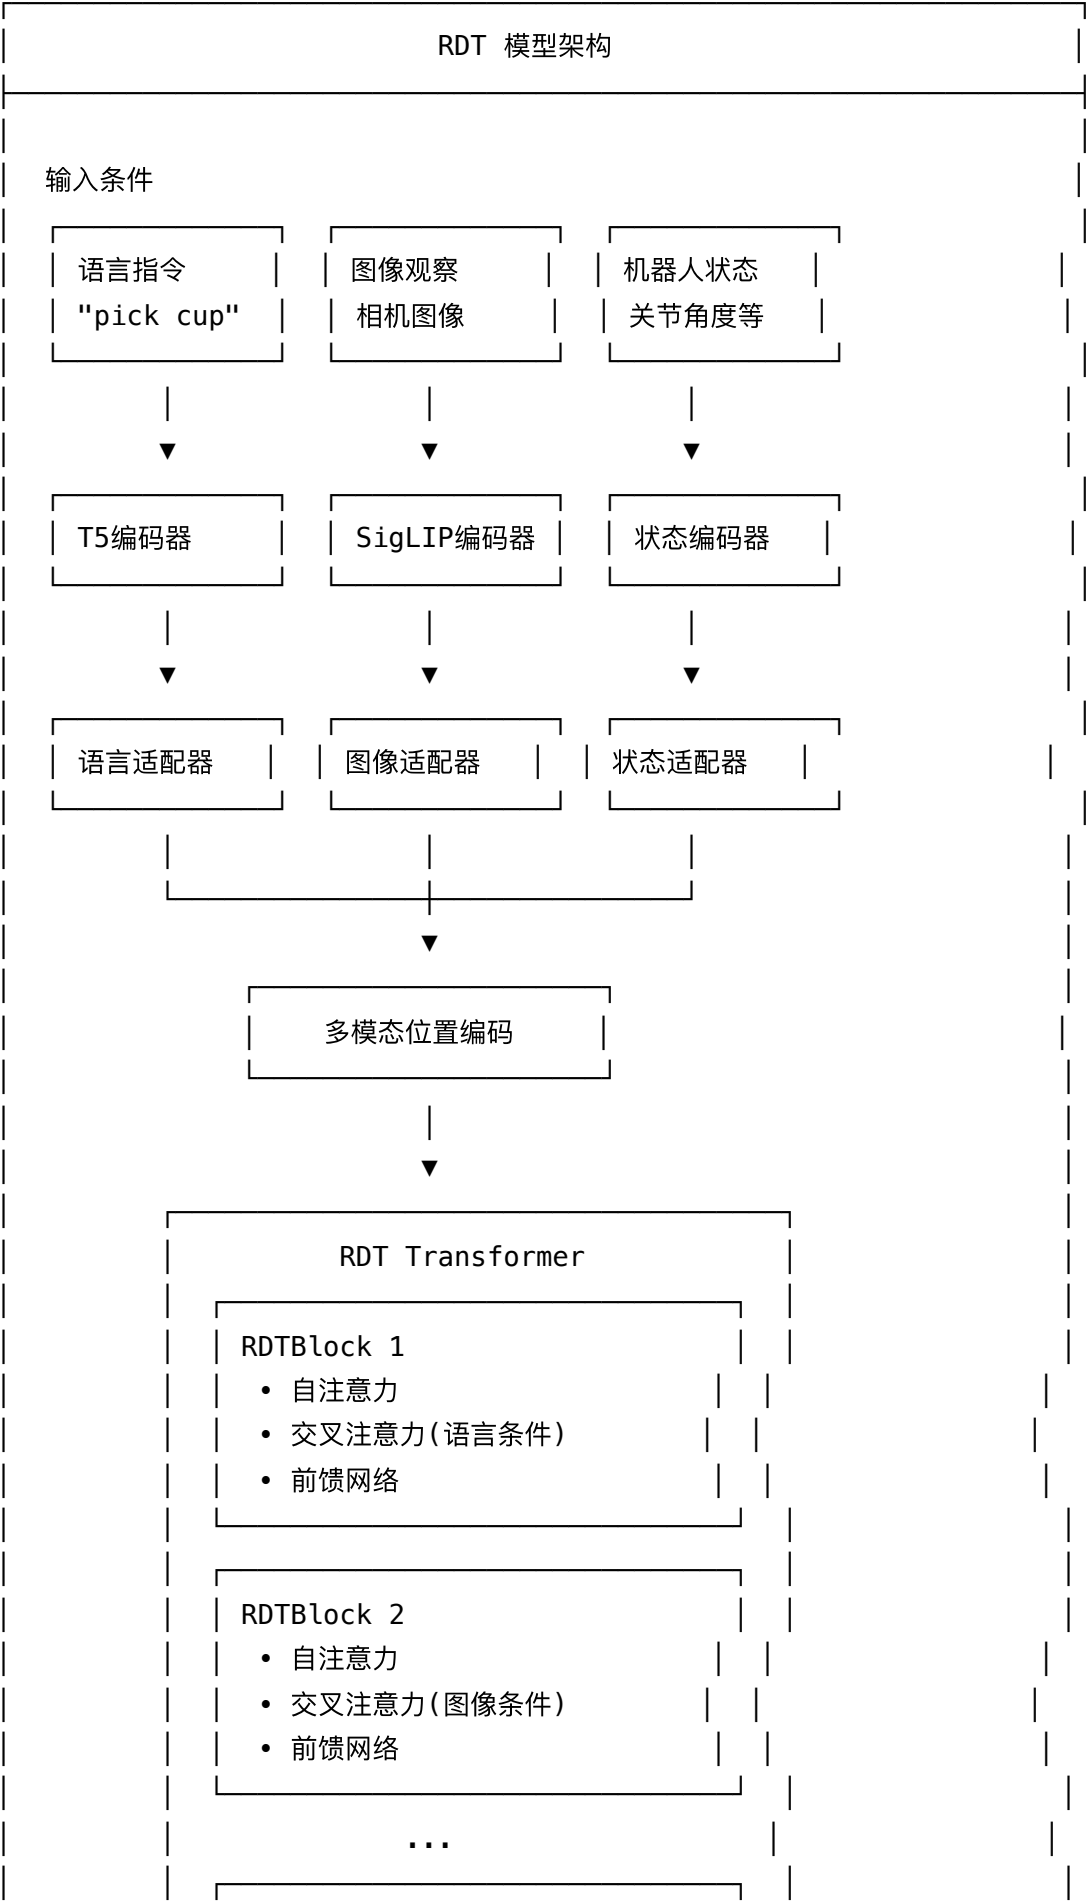 RDT 模型架构
输入条件
语言指令 图像观察 机器人状态
"pick cup" 相机图像 关节角度等
T5编码器 SigLIP编码器 状态编码器
语言适配器 图像适配器 状态适配器
多模态位置编码
RDT Transformer
RDTBlock 1
• 自注意力
• 交叉注意力(语言条件)
• 前馈网络
RDTBlock 2
• 自注意力
• 交叉注意力(图像条件)
• 前馈网络
...